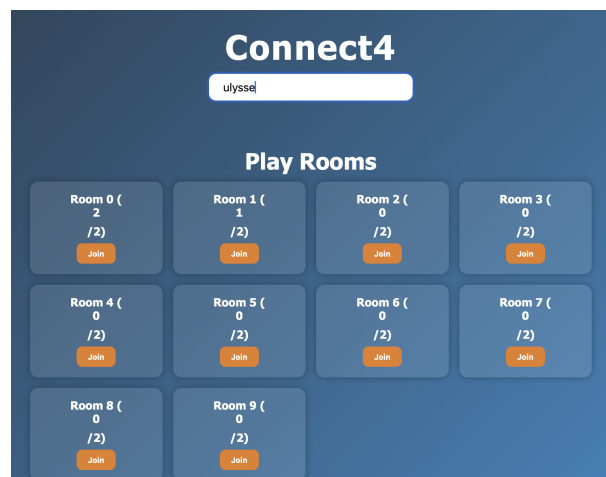 Connect4
ulysse
Play Rooms
Room 0 (
2
/2)
Join
Room 1 (
1
/2)
Join
Room 2 (
0
/2)
Join
Room 3 (
0
/2)
Join
Room 4 (
0
/2)
Join
Room 5 (
0
/2)
Join
Room 6 (
0
/2)
Join
Room 7 (
0
/2)
Join
Room 8 (
0
/2)
Join
Room 9 (
0
/2)
Join